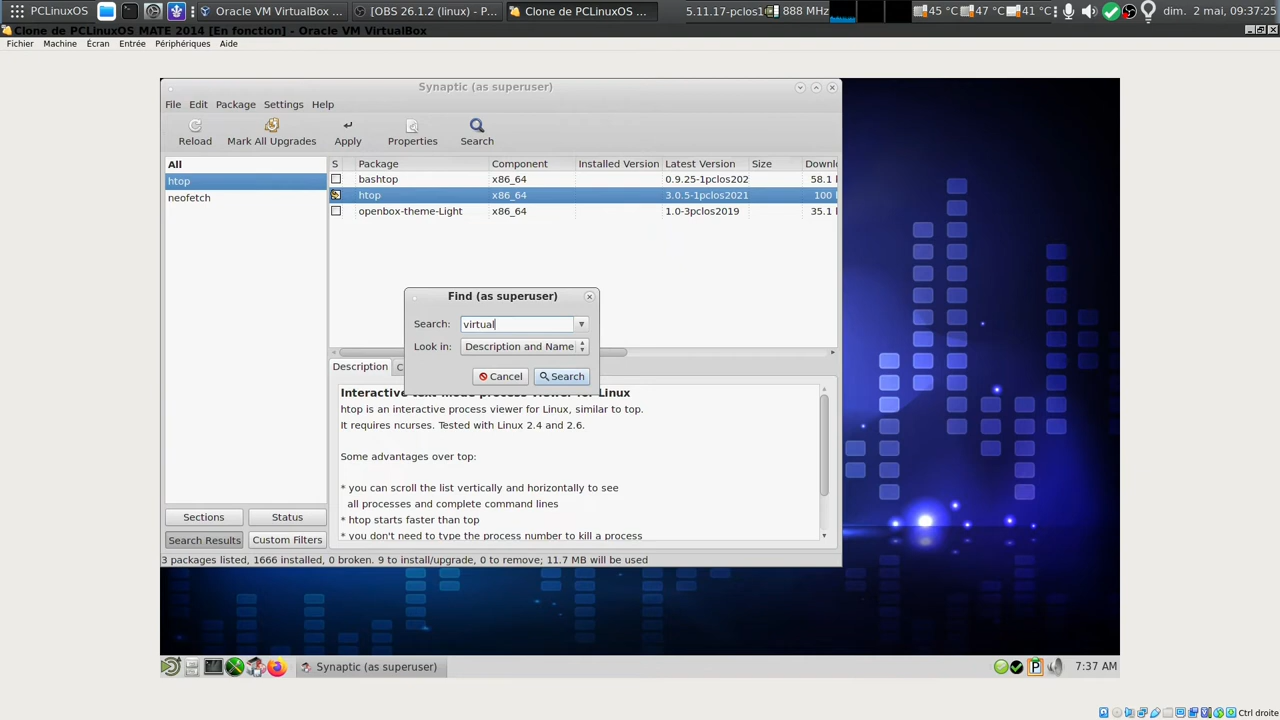 PCLinuxOS Oracle VM VirtualBox ... [OBS 26.1.2 (linux) - P... Clone de PCLinuxOS ... 5.11.17-pclos1 888MHz 45 °C 47 °C 41 °C dim. 2 mai, 09:37:25
Clone de PCLinuxOS MATE 2014 [En fonction] - Oracle VM VirtualBox
Fichier Machine Écran Entrée Périphériques Aide
Synaptic (as superuser)
File Edit Package Settings Help
Reload Mark All Upgrades Apply Properties Search
All
htop
neofetch
S Package Component Installed Version Latest Version Size Downl
bashtop x86_64 0.9.25-1pclos202 58.1
htop x86_64 3.0.5-1pclos2021 100
openbox-theme-Light x86_64 1.0-3pclos2019 35.1
Find (as superuser)
Search: virtual
Look in: Description and Name
Cancel Search
Description C
Interactive text-mode process viewer for Linux
htop is an interactive process viewer for Linux, similar to top.
It requires ncurses. Tested with Linux 2.4 and 2.6.
Some advantages over top:
* you can scroll the list vertically and horizontally to see
all processes and complete command lines
* htop starts faster than top
* you don't need to type the process number to kill a process
Sections Status
Search Results Custom Filters
3 packages listed, 1666 installed, 0 broken. 9 to install/upgrade, 0 to remove; 11.7 MB will be used
Synaptic (as superuser) P 7:37 AM
Ctrl droite